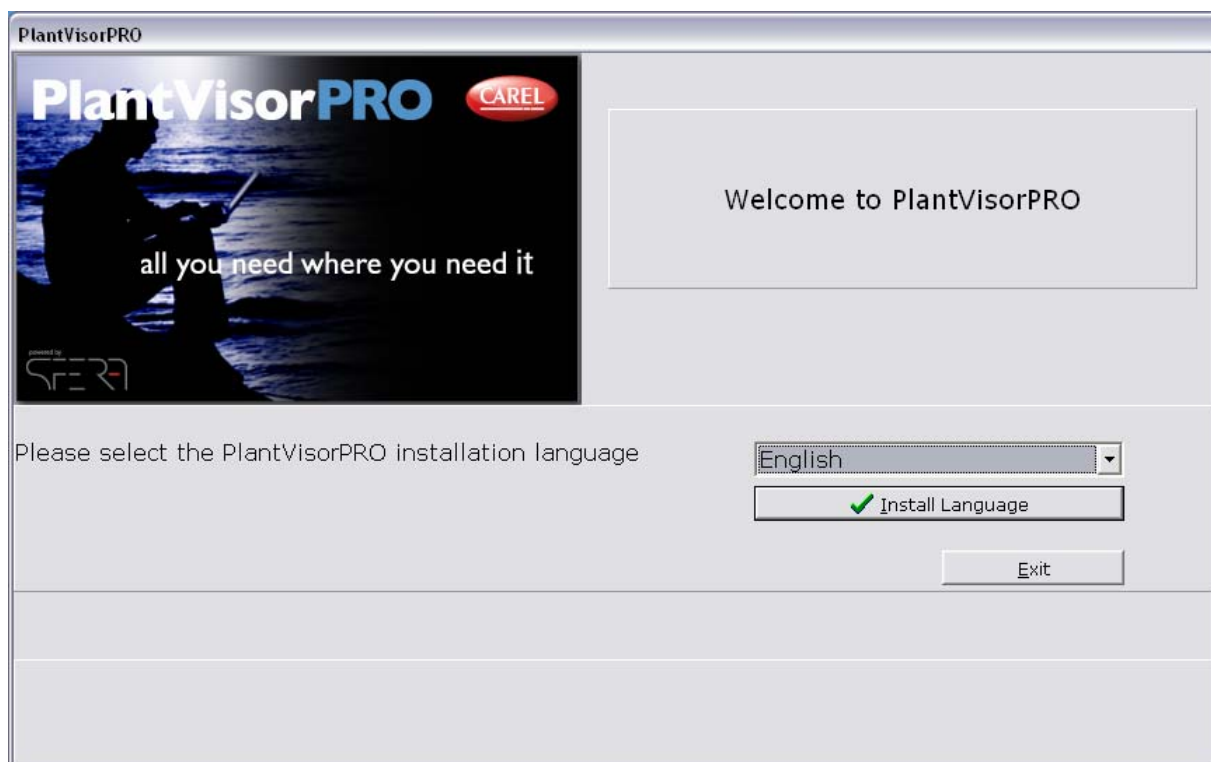 PlantVisorPRO
PlantVisorPRO
CAREL
all you need where you need it
powered by
SFERA
Welcome to PlantVisorPRO
Please select the PlantVisorPRO installation language
English
Install Language
Exit